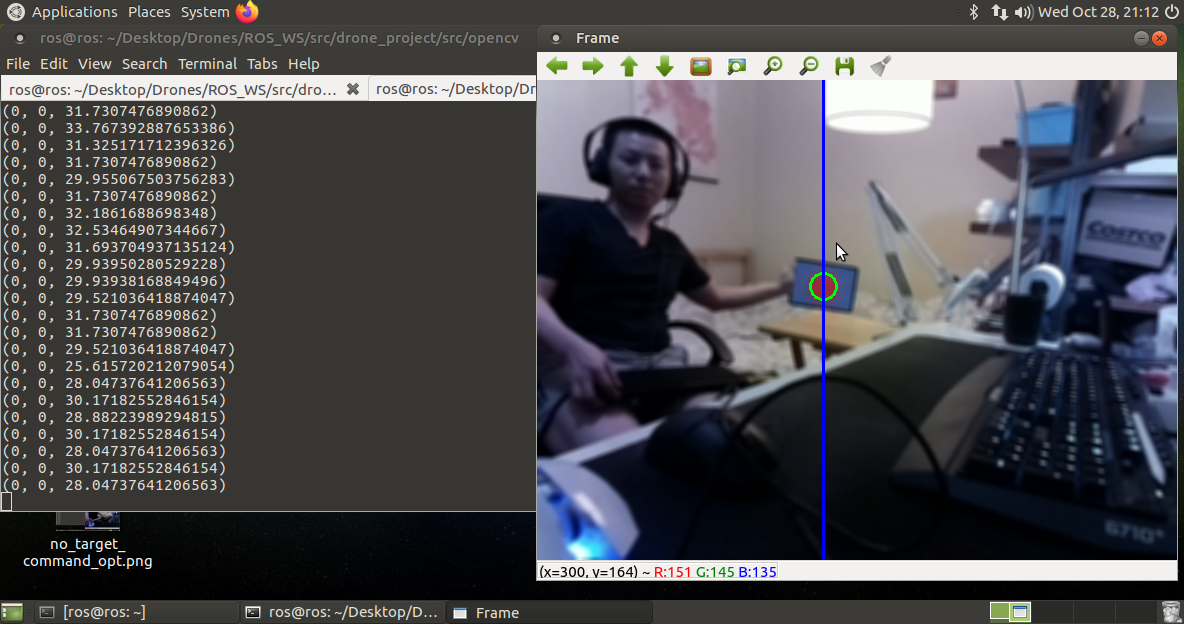 Applications Places System Wed Oct 28, 21:12
ros@ros: ~/Desktop/Drones/ROS_WS/src/drone_project/src/opencv
File Edit View Search Terminal Tabs Help
ros@ros: ~/Desktop/Drones/ROS_WS/src/dro... ros@ros: ~/Desktop/Dr
(0, 0, 31.7307476890862)
(0, 0, 33.767392887653386)
(0, 0, 31.325171712396326)
(0, 0, 31.7307476890862)
(0, 0, 29.955067503756283)
(0, 0, 31.7307476890862)
(0, 0, 32.1861688698348)
(0, 0, 32.53464907344667)
(0, 0, 31.693704937135124)
(0, 0, 29.93950280529228)
(0, 0, 29.93938168849496)
(0, 0, 29.521036418874047)
(0, 0, 31.7307476890862)
(0, 0, 31.7307476890862)
(0, 0, 29.521036418874047)
(0, 0, 25.615720212079054)
(0, 0, 28.04737641206563)
(0, 0, 30.17182552846154)
(0, 0, 28.88223989294815)
(0, 0, 30.17182552846154)
(0, 0, 28.04737641206563)
(0, 0, 30.17182552846154)
(0, 0, 28.04737641206563)
no_target_
command_opt.png
Frame
COSTCO
G710+
(x=300, y=164) ~ R:151 G:145 B:135
[ros@ros: ~] ros@ros: ~/Desktop/D... Frame